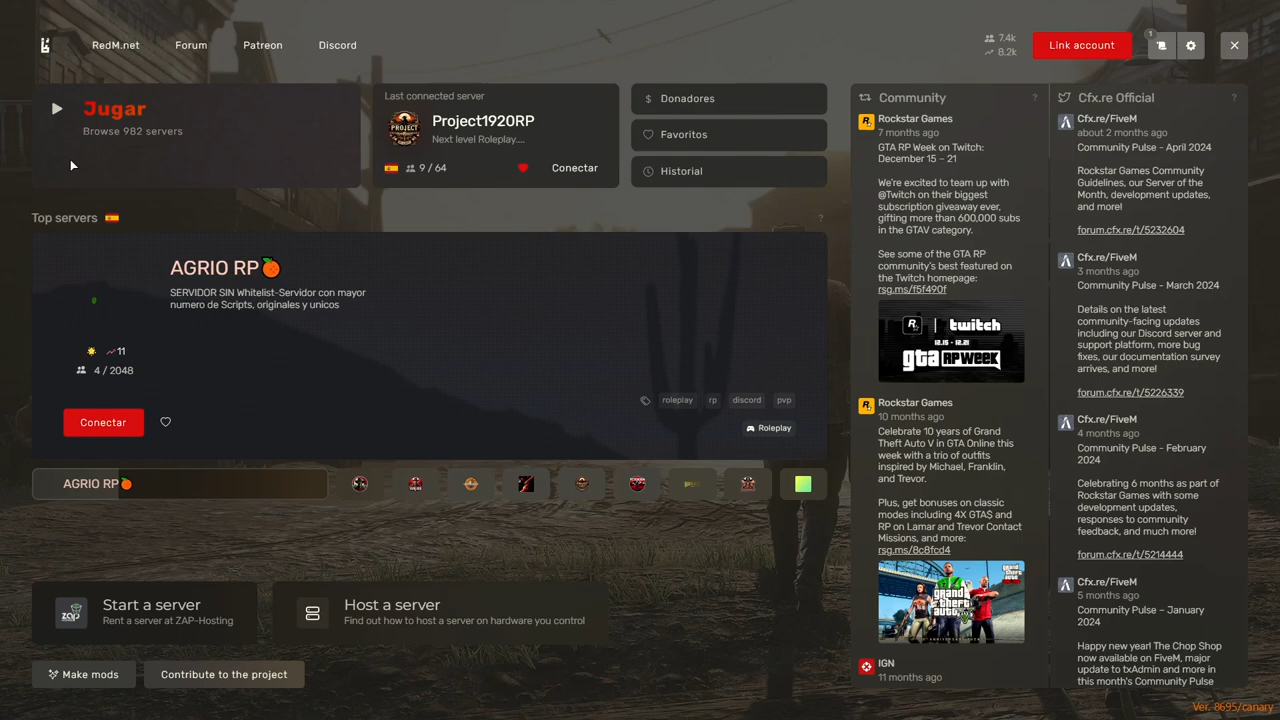 RedM.net
Forum
Patreon
Discord
7.4k
8.2k
Link account
1
Jugar
Browse 982 servers
Last connected server
PROJECT
Project1920RP
Next level Roleplay....
9 / 64
Conectar
Donadores
Favoritos
Historial
Top servers
?
AGRIO RP
SERVIDOR SIN Whitelist-Servidor con mayor
numero de Scripts, originales y unicos
11
4 / 2048
Conectar
roleplay
rp
discord
pvp
Roleplay
AGRIO RP
ZAP
Start a server
Rent a server at ZAP-Hosting
Host a server
Find out how to host a server on hardware you control
Make mods
Contribute to the project
Community
?
Rockstar Games
7 months ago
GTA RP Week on Twitch:
December 15 – 21
We're excited to team up with
@Twitch on their biggest
subscription giveaway ever,
gifting more than 600,000 subs
in the GTAV category.
See some of the GTA RP
community's best featured on
the Twitch homepage:
rsg.ms/f5f490f
R
twitch
12.15 - 12.21
gta RP WEEK
Rockstar Games
10 months ago
Celebrate 10 years of Grand
Theft Auto V in GTA Online this
week with a trio of outfits
inspired by Michael, Franklin,
and Trevor.
Plus, get bonuses on classic
modes including 4X GTA$ and
RP on Lamar and Trevor Contact
Missions, and more:
rsg.ms/8c8fcd4
grand
theft
auto
V
IGN
11 months ago
Cfx.re Official
?
Cfx.re/FiveM
about 2 months ago
Community Pulse - April 2024
Rockstar Games Community
Guidelines, our Server of the
Month, development updates,
and more!
forum.cfx.re/t/5232604
Cfx.re/FiveM
3 months ago
Community Pulse - March 2024
Details on the latest
community-facing updates
including our Discord server and
support platform, more bug
fixes, our documentation survey
arrives, and more!
forum.cfx.re/t/5226339
Cfx.re/FiveM
4 months ago
Community Pulse - February
2024
Celebrating 6 months as part of
Rockstar Games with some
development updates,
responses to community
feedback, and much more!
forum.cfx.re/t/5214444
Cfx.re/FiveM
5 months ago
Community Pulse – January
2024
Happy new year! The Chop Shop
now available on FiveM, major
update to txAdmin and more in
this month's Community Pulse
Ver. 8695/canary